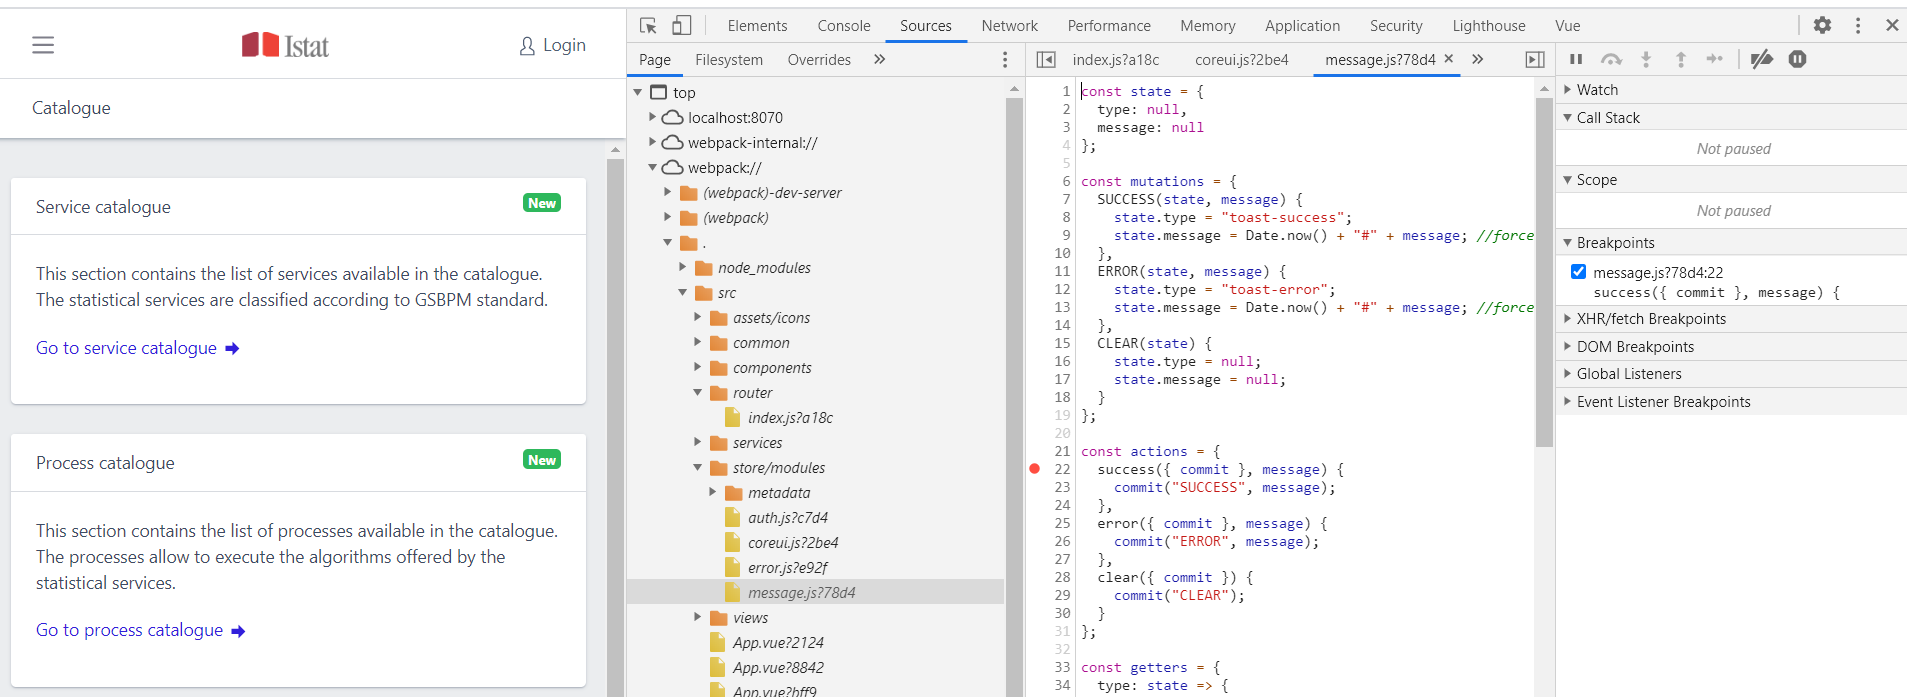 Istat
Login
Catalogue
Service catalogue
New
This section contains the list of services available in the catalogue.
The statistical services are classified according to GSBPM standard.
Go to service catalogue
Process catalogue
New
This section contains the list of processes available in the catalogue.
The processes allow to execute the algorithms offered by the
statistical services.
Go to process catalogue
Elements Console Sources Network Performance Memory Application Security Lighthouse Vue
Page Filesystem Overrides
top
localhost:8070
webpack-internal://
webpack://
(webpack)-dev-server
(webpack)
.
node_modules
src
assets/icons
common
components
router
index.js?a18c
services
store/modules
metadata
auth.js?c7d4
coreui.js?2be4
error.js?e92f
message.js?78d4
views
App.vue?2124
App.vue?8842
App.vue?bff9
index.js?a18c coreui.js?2be4 message.js?78d4
1 const state = {
2 type: null,
3 message: null
4 };
5
6 const mutations = {
7 SUCCESS(state, message) {
8 state.type = "toast-success";
9 state.message = Date.now() + "#" + message; //force
10 },
11 ERROR(state, message) {
12 state.type = "toast-error";
13 state.message = Date.now() + "#" + message; //force
14 },
15 CLEAR(state) {
16 state.type = null;
17 state.message = null;
18 }
19 };
20
21 const actions = {
22 success({ commit }, message) {
23 commit("SUCCESS", message);
24 },
25 error({ commit }, message) {
26 commit("ERROR", message);
27 },
28 clear({ commit }) {
29 commit("CLEAR");
30 }
31 };
32
33 const getters = {
34 type: state => {
Watch
Call Stack
Not paused
Scope
Not paused
Breakpoints
message.js?78d4:22
success({ commit }, message) {
XHR/fetch Breakpoints
DOM Breakpoints
Global Listeners
Event Listener Breakpoints